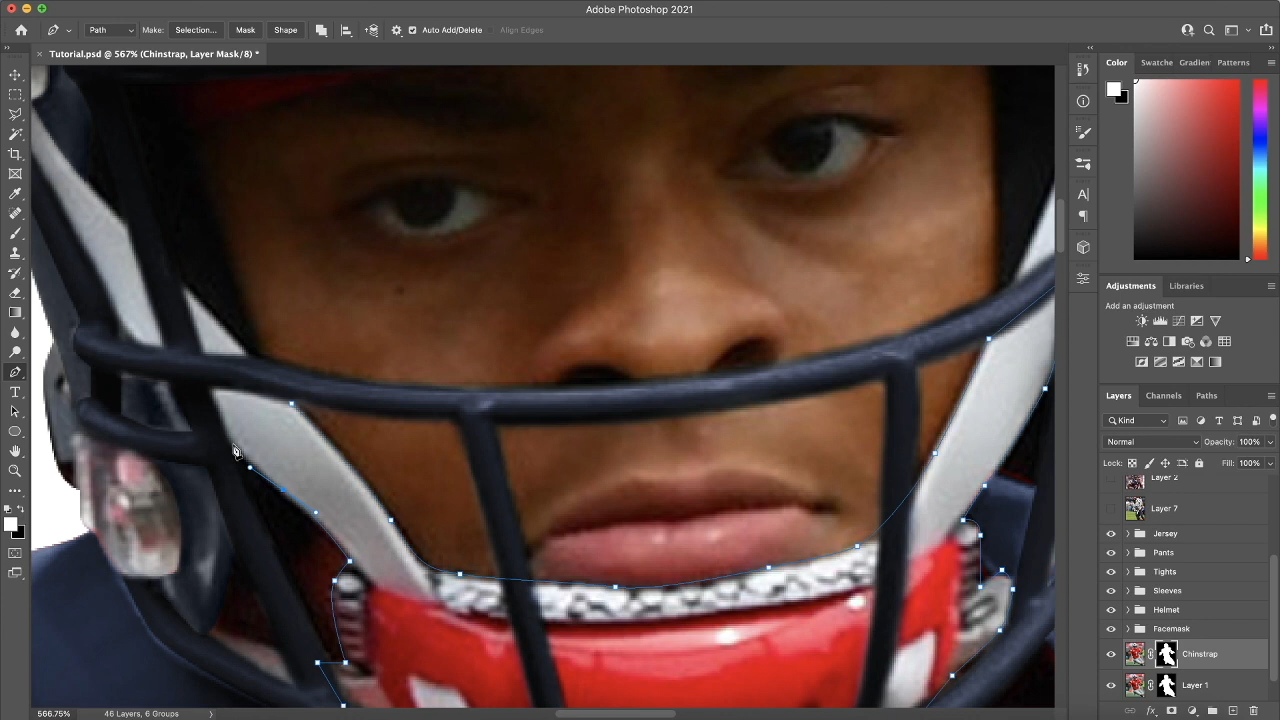 Adobe Photoshop 2021
Path Make: Selection... Mask Shape Auto Add/Delete Align Edges
Tutorial.psd @ 567% (Chinstrap, Layer Mask/8) *
Color Swatche Gradien Patterns
Adjustments Libraries
Add an adjustment
Layers Channels Paths
Kind
Normal Opacity: 100%
Lock: Fill: 100%
Layer 2
Layer 7
Jersey
Pants
Tights
Sleeves
Helmet
Facemask
Chinstrap
Layer 1
566.75% 46 Layers, 6 Groups